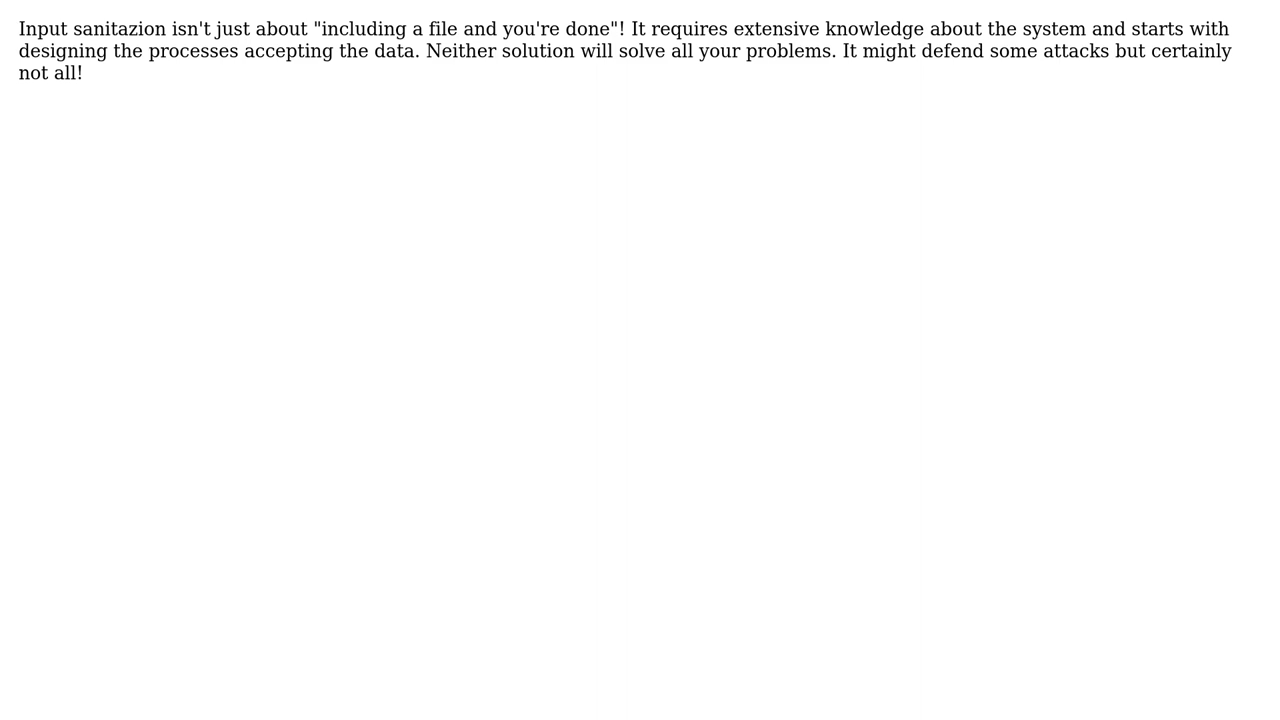 Input sanitazion isn't just about "including a file and you're done"! It requires extensive knowledge about the system and starts with
designing the processes accepting the data. Neither solution will solve all your problems. It might defend some attacks but certainly
not all!